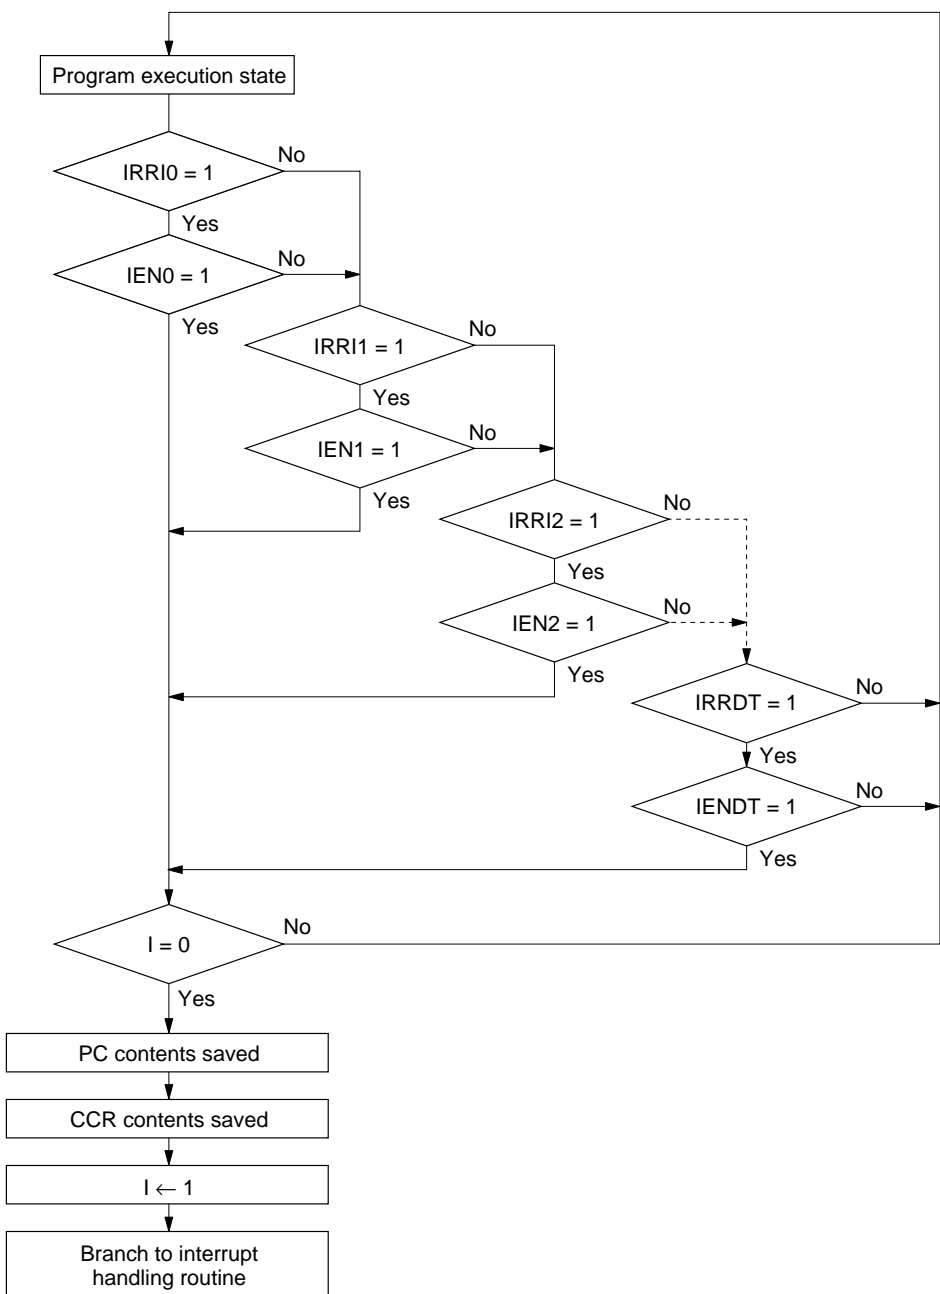 Program execution state
IRRI0 = 1
No
Yes
IEN0 = 1
No
Yes
IRRI1 = 1
No
Yes
IEN1 = 1
No
Yes
IRRI2 = 1
No
Yes
IEN2 = 1
No
Yes
IRRDT = 1
No
Yes
IENDT = 1
No
Yes
I = 0
No
Yes
PC contents saved
CCR contents saved
I ← 1
Branch to interrupt
handling routine